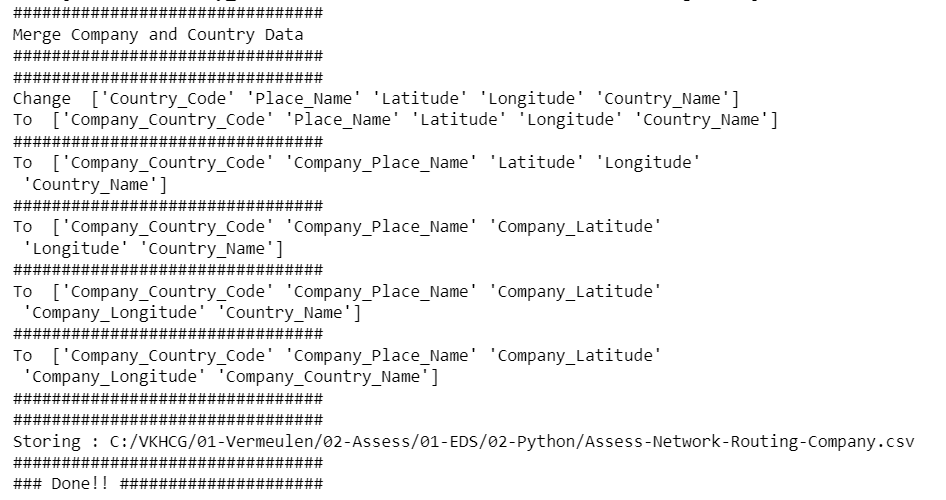 ################################
Merge Company and Country Data
################################
################################
Change  ['Country_Code' 'Place_Name' 'Latitude' 'Longitude' 'Country_Name']
To  ['Company_Country_Code' 'Place_Name' 'Latitude' 'Longitude' 'Country_Name']
################################
To  ['Company_Country_Code' 'Company_Place_Name' 'Latitude' 'Longitude'
 'Country_Name']
################################
To  ['Company_Country_Code' 'Company_Place_Name' 'Company_Latitude'
 'Longitude' 'Country_Name']
################################
To  ['Company_Country_Code' 'Company_Place_Name' 'Company_Latitude'
 'Company_Longitude' 'Country_Name']
################################
To  ['Company_Country_Code' 'Company_Place_Name' 'Company_Latitude'
 'Company_Longitude' 'Company_Country_Name']
################################
################################
Storing : C:/VKHCG/01-Vermeulen/02-Assess/01-EDS/02-Python/Assess-Network-Routing-Company.csv
################################
### Done!! #####################